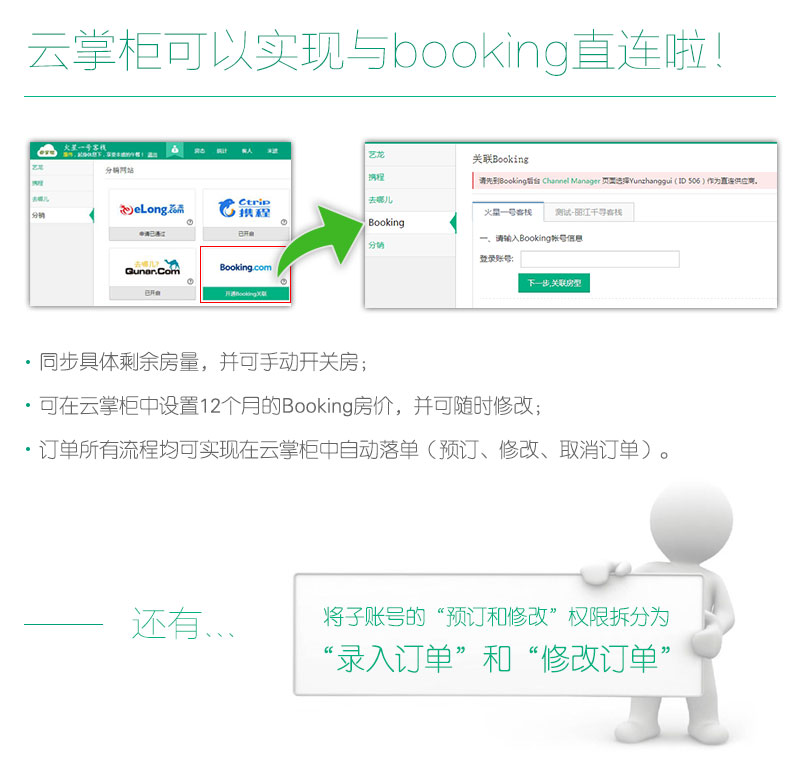 云掌柜可以实现与booking直连啦!
云掌柜
火星一号客栈
退出
房态
统计
客人
来途
艺龙
携程
去哪儿
分销
分销网站
eLong.com 艺龙
申请已通过
Ctrip 携程
已开启
去哪儿?
Qunar.Com
已开启
Booking.com
开通Booking关联
艺龙
携程
去哪儿
Booking
分销
关联Booking
请先到Booking后台 Channel Manager 页面选择Yunzhanggui（ID 506）作为直连供应商。
火星一号客栈
测试-丽江千寻客栈
一、请输入Booking帐号信息
登录账号:
下一步,关联房型
· 同步具体剩余房量，并可手动开关房；
· 可在云掌柜中设置12个月的Booking房价，并可随时修改；
· 订单所有流程均可实现在云掌柜中自动落单（预订、修改、取消订单）。
还有...
将子账号的“预订和修改”权限拆分为
“录入订单”和“修改订单”